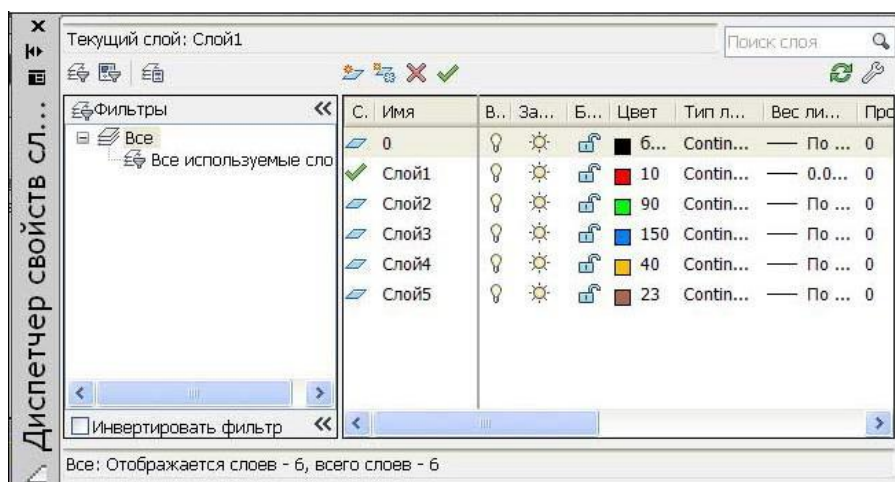 Диспетчер свойств сл...
Текущий слой: Слой1
Поиск слоя
Фильтры
Все
Все используемые сло
Инвертировать фильтр
С. Имя В.. За... Б... Цвет Тип л... Вес ли... Прс
0 б... Contin... По ... 0
Слой1 10 Contin... 0.0... 0
Слой2 90 Contin... По ... 0
Слой3 150 Contin... По ... 0
Слой4 40 Contin... По ... 0
Слой5 23 Contin... По ... 0
Все: Отображается слоев - 6, всего слоев - 6